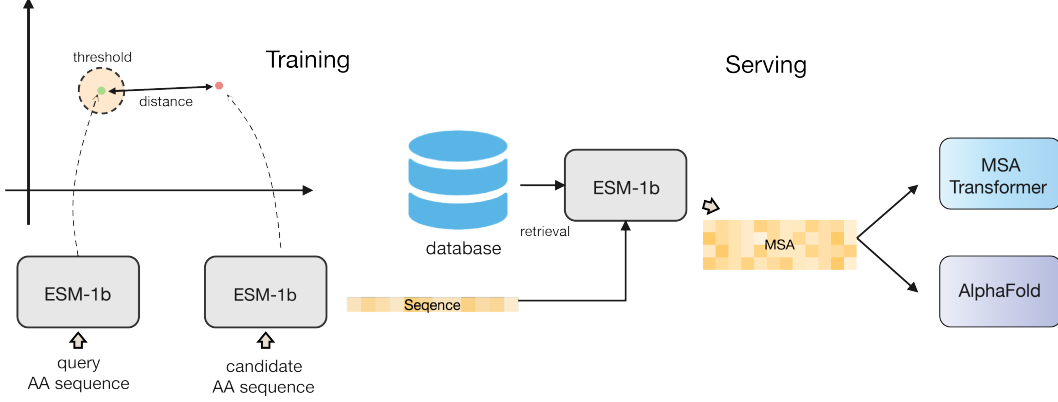 Training
threshold
distance
ESM-1b
ESM-1b
query
AA sequence
candidate
AA sequence
Serving
database
retrieval
ESM-1b
Seqence
MSA
MSA
Transformer
AlphaFold